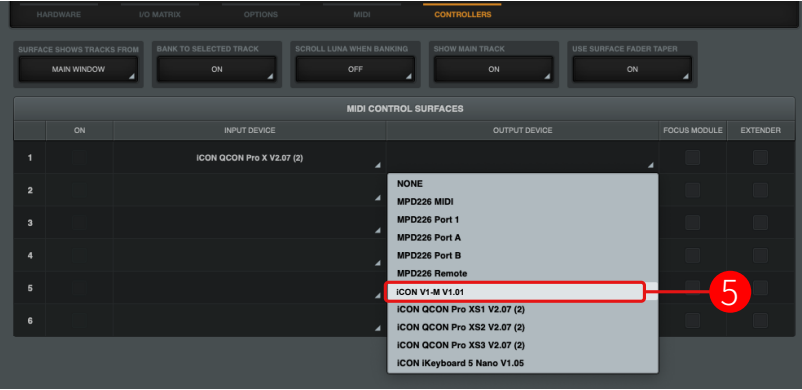 HARDWARE I/O MATRIX OPTIONS MIDI CONTROLLERS
SURFACE SHOWS TRACKS FROM BANK TO SELECTED TRACK SCROLL LUNA WHEN BANKING SHOW MAIN TRACK USE SURFACE FADER TAPER
MAIN WINDOW ON OFF ON ON
MIDI CONTROL SURFACES
ON INPUT DEVICE OUTPUT DEVICE FOCUS MODULE EXTENDER
1 iCON QCON Pro X V2.07 (2)
NONE
2 MPD226 MIDI
MPD226 Port 1
3 MPD226 Port A
4 MPD226 Port B
MPD226 Remote
5 iCON V1-M V1.01 5
iCON QCON Pro XS1 V2.07 (2)
6 iCON QCON Pro XS2 V2.07 (2)
iCON QCON Pro XS3 V2.07 (2)
iCON iKeyboard 5 Nano V1.05